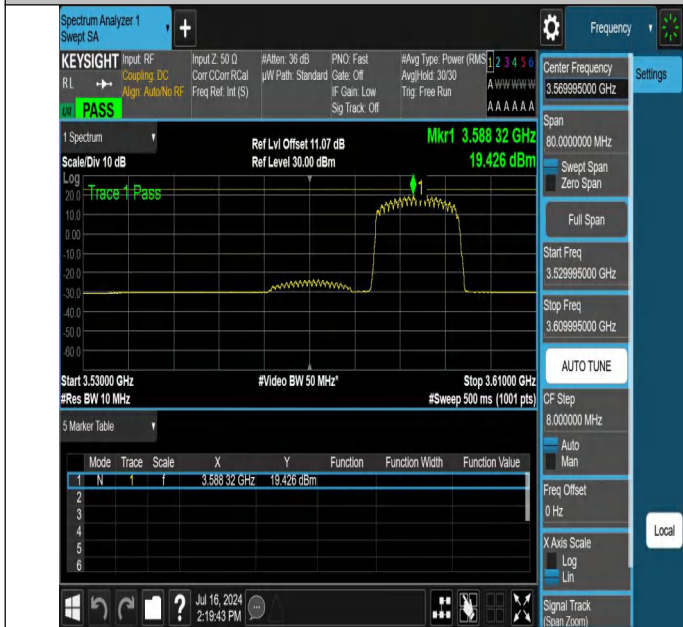 Spectrum Analyzer 1
Swept SA
Frequency
KEYSIGHT Input: RF
RL
Coupling: DC
Align: Auto/No RF
PASS
Input Z: 50 Ω
Corr CCorr RCal
Freq Ref: Int (S)
#Atten: 36 dB
µW Path: Standard
PNO: Fast
Gate: Off
IF Gain: Low
Sig Track: Off
#Avg Type: Power (RMS
Avg|Hold: 30/30
Trig: Free Run
1 2 3 4 5 6
A W W W W W
A A A A A A
1 Spectrum
Scale/Div 10 dB
Ref Lvl Offset 11.07 dB
Ref Level 30.00 dBm
Mkr1 3.588 32 GHz
19.426 dBm
Log
Trace 1 Pass
1
20.0
10.0
0.00
-10.0
-20.0
-30.0
-40.0
-50.0
-60.0
Start 3.53000 GHz
#Res BW 10 MHz
#Video BW 50 MHz*
Stop 3.61000 GHz
#Sweep 500 ms (1001 pts)
5 Marker Table
Mode Trace Scale X Y Function Function Width Function Value
1 N 1 f 3.588 32 GHz 19.426 dBm
2
3
4
5
6
Jul 16, 2024
2:19:43 PM
Center Frequency
3.569995000 GHz
Settings
Span
80.0000000 MHz
Swept Span
Zero Span
Full Span
Start Freq
3.529995000 GHz
Stop Freq
3.609995000 GHz
AUTO TUNE
CF Step
8.000000 MHz
Auto
Man
Freq Offset
0 Hz
X Axis Scale
Log
Lin
Local
Signal Track
(Span Zoom)